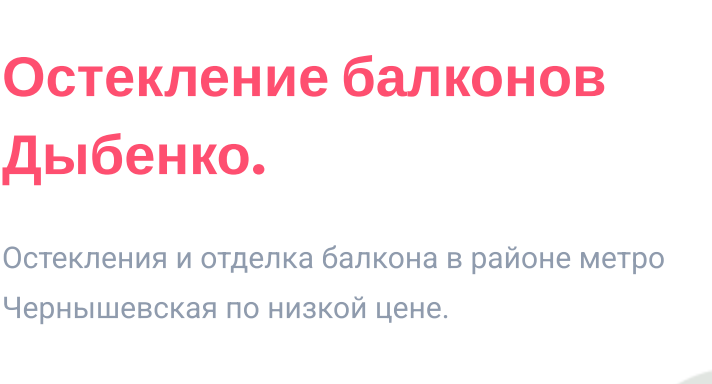 Остекление балконов
Дыбенко.
Остекления и отделка балкона в районе метро
Чернышевская по низкой цене.